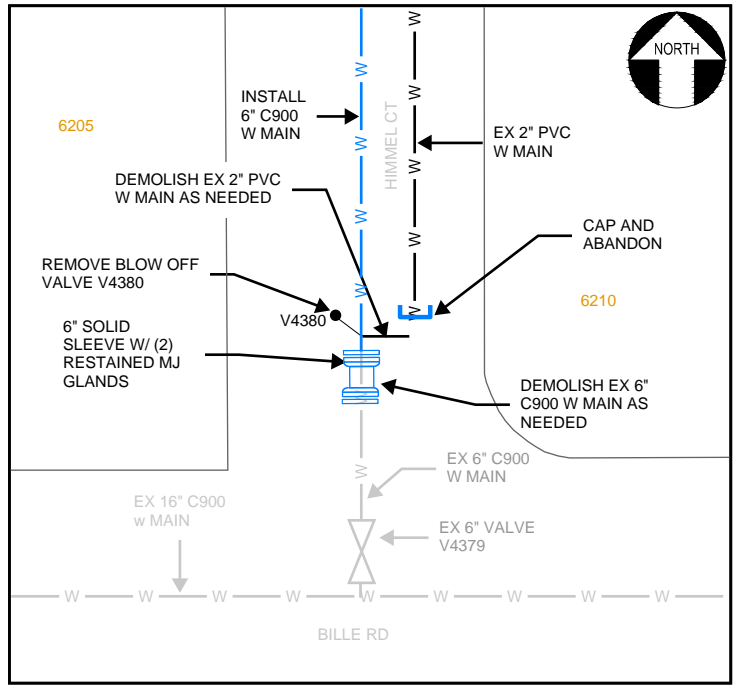 NORTH
INSTALL
6" C900
W MAIN
6205
HIMMEL CT
EX 2" PVC
W MAIN
DEMOLISH EX 2" PVC
W MAIN AS NEEDED
CAP AND
ABANDON
REMOVE BLOW OFF
VALVE V4380
6210
V4380
6" SOLID
SLEEVE W/ (2)
RESTAINED MJ
GLANDS
DEMOLISH EX 6"
C900 W MAIN AS
NEEDED
EX 6" C900
W MAIN
EX 16" C900
w MAIN
EX 6" VALVE
V4379
W
W
W
W
W
W
W
W
W
W
W W W W W W W W W
BILLE RD